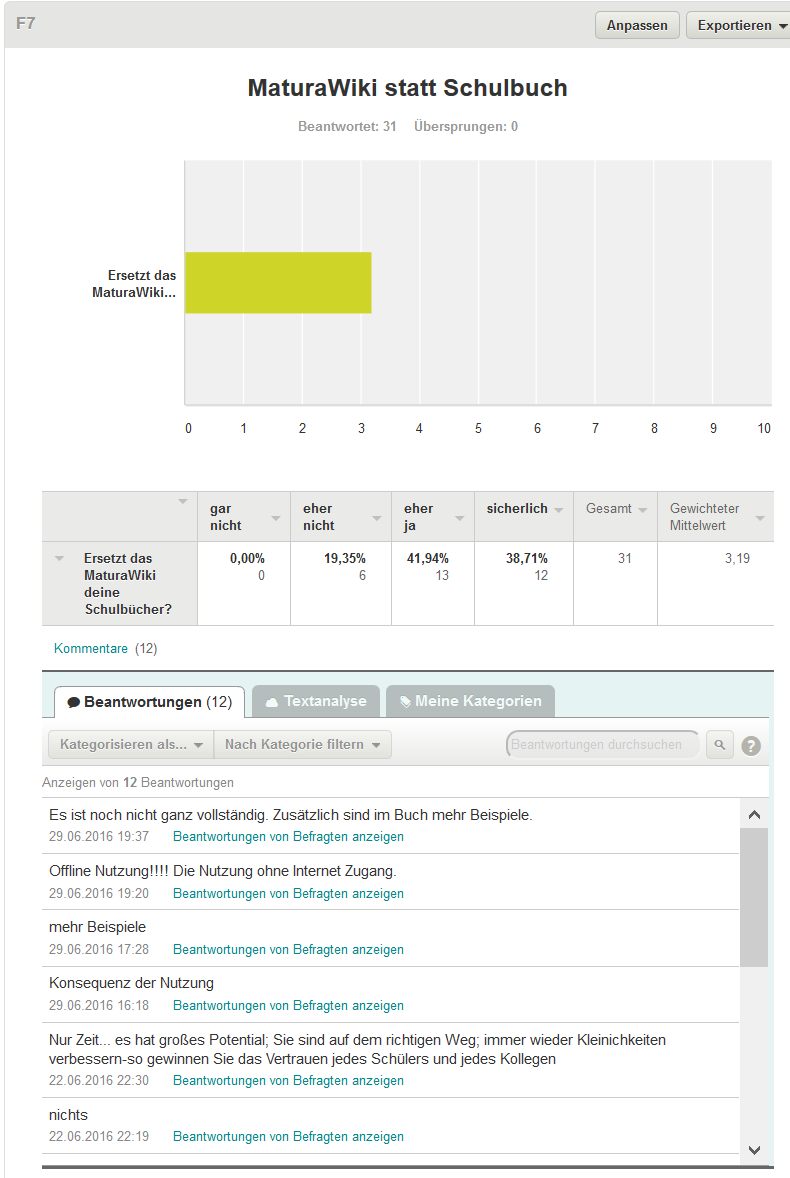 F7
Anpassen
Exportieren
MaturaWiki statt Schulbuch
Beantwortet: 31 Übersprungen: 0
Ersetzt das
MaturaWiki...
0 1 2 3 4 5 6 7 8 9 10
gar nicht
eher nicht
eher ja
sicherlich
Gesamt
Gewichteter Mittelwert
Ersetzt das
MaturaWiki
deine
Schulbücher?
0,00% 19,35% 41,94% 38,71% 31 3,19
0 6 13 12
Kommentare (12)
Beantwortungen (12)
Textanalyse
Meine Kategorien
Kategorisieren als...
Nach Kategorie filtern
Beantwortungen durchsuchen
?
Anzeigen von 12 Beantwortungen
Es ist noch nicht ganz vollständig. Zusätzlich sind im Buch mehr Beispiele.
29.06.2016 19:37 Beantwortungen von Befragten anzeigen
Offline Nutzung!!!! Die Nutzung ohne Internet Zugang.
29.06.2016 19:20 Beantwortungen von Befragten anzeigen
mehr Beispiele
29.06.2016 17:28 Beantwortungen von Befragten anzeigen
Konsequenz der Nutzung
29.06.2016 16:18 Beantwortungen von Befragten anzeigen
Nur Zeit... es hat großes Potential; Sie sind auf dem richtigen Weg; immer wieder Kleinichkeiten
verbessern-so gewinnen Sie das Vertrauen jedes Schülers und jedes Kollegen
22.06.2016 22:30 Beantwortungen von Befragten anzeigen
nichts
22.06.2016 22:19 Beantwortungen von Befragten anzeigen